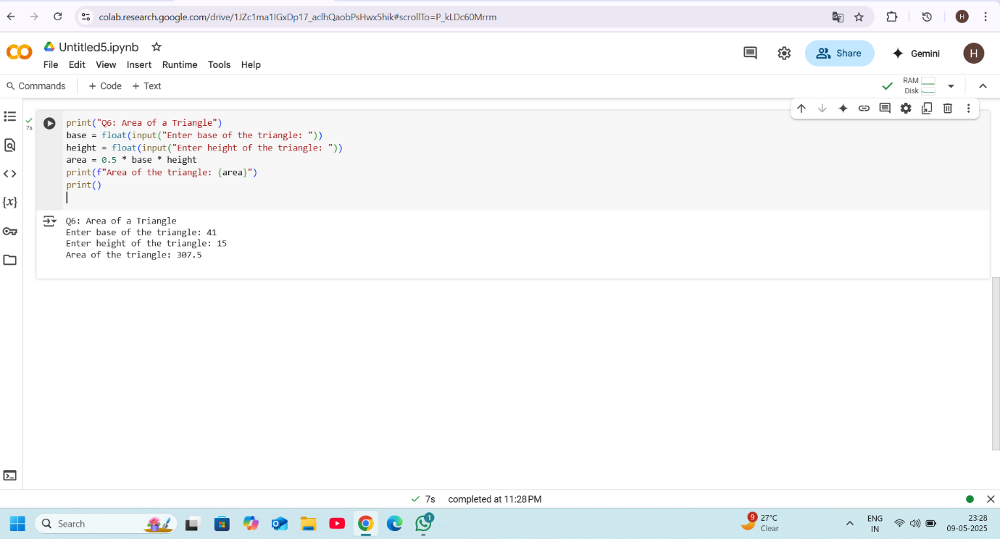 colab.research.google.com/drive/1JZc1ma1IGxDp17_aclhQaobPsHwx5hik#scrollTo=P_kLDc60Mrrm
H
CO
Untitled5.ipynb
File Edit View Insert Runtime Tools Help
Share
Gemini
H
Commands + Code + Text
RAM
Disk
7s
print("Q6: Area of a Triangle")
base = float(input("Enter base of the triangle: "))
height = float(input("Enter height of the triangle: "))
area = 0.5 * base * height
print(f"Area of the triangle: {area}")
print()
Q6: Area of a Triangle
Enter base of the triangle: 41
Enter height of the triangle: 15
Area of the triangle: 307.5
7s completed at 11:28 PM
Search
1
9
27°C
Clear
ENG
IN
23:28
09-05-2025